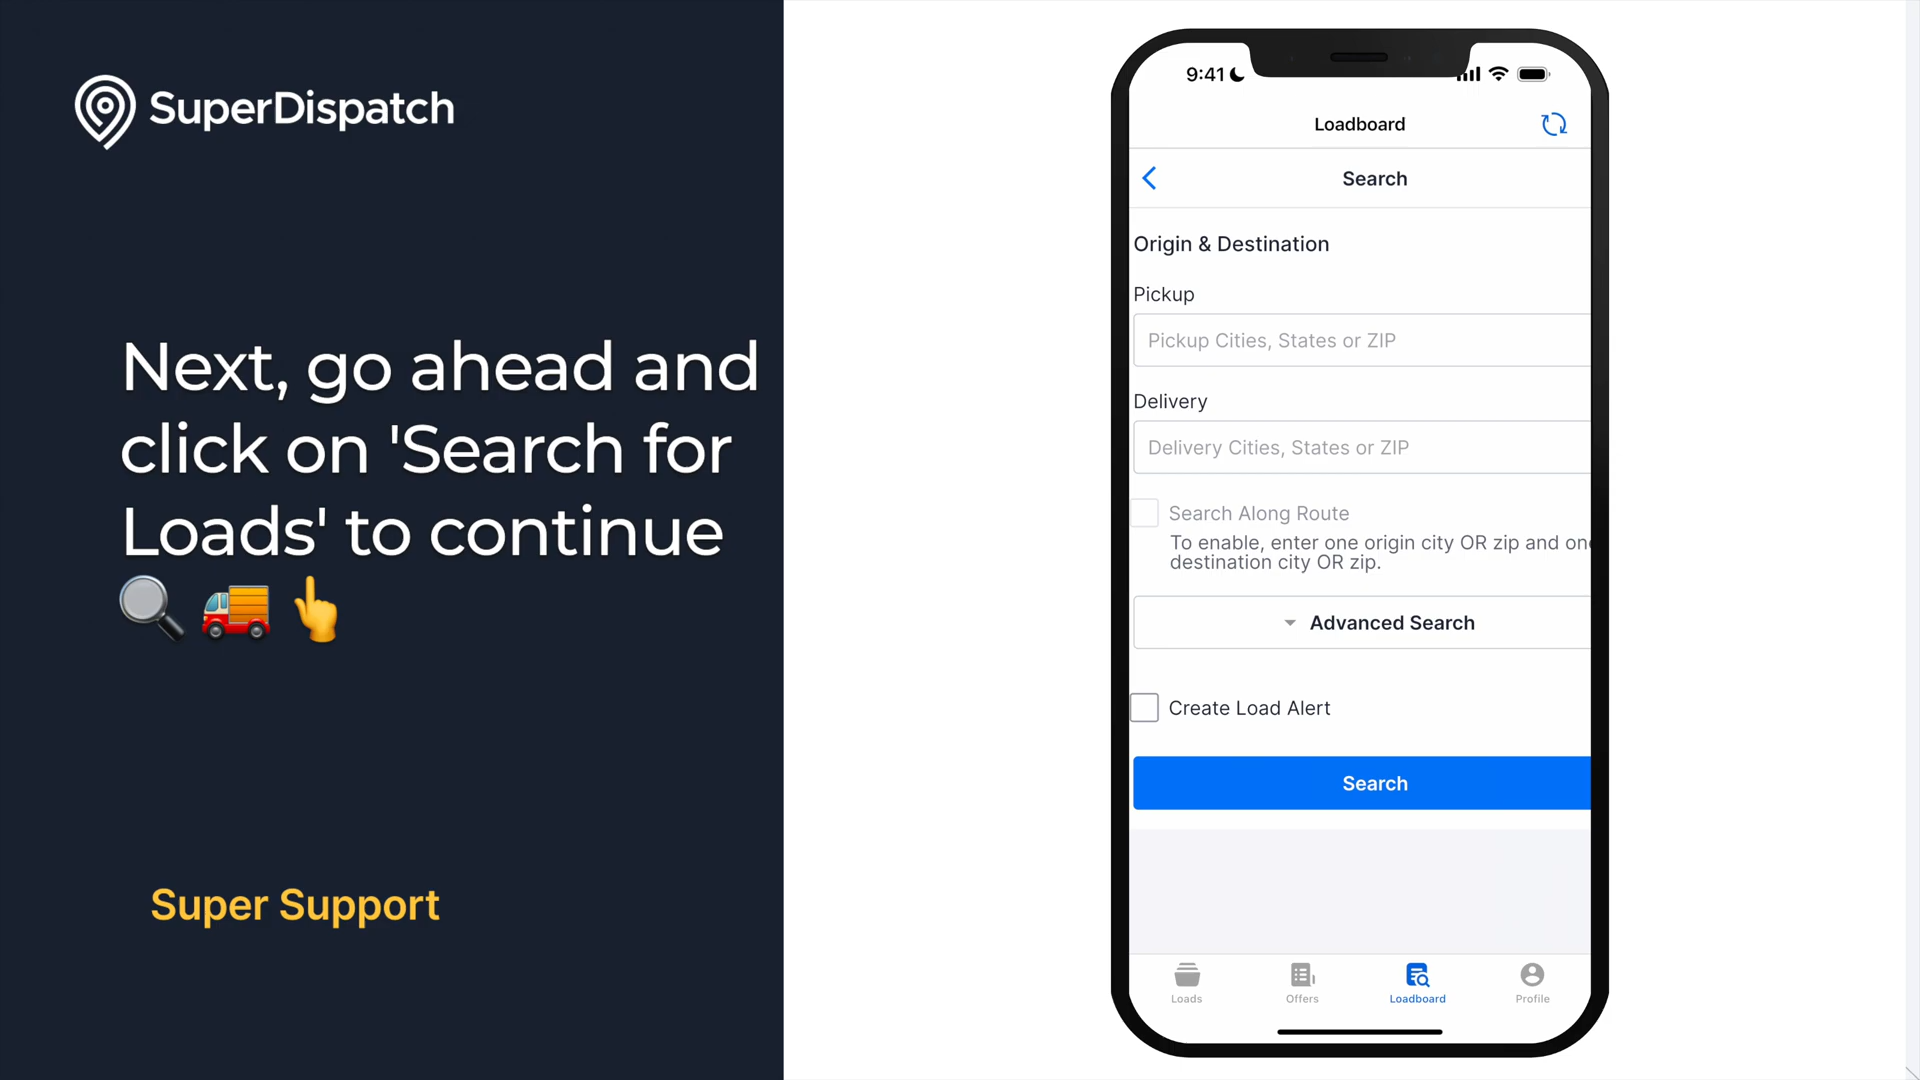 SuperDispatch
Next, go ahead and
click on 'Search for
Loads' to continue
🔍 🚚 👆
Super Support
9:41
Loadboard
Search
Origin & Destination
Pickup
Pickup Cities, States or ZIP
Delivery
Delivery Cities, States or ZIP
Search Along Route
To enable, enter one origin city OR zip and one
destination city OR zip.
Advanced Search
Create Load Alert
Search
Loads
Offers
Loadboard
Profile